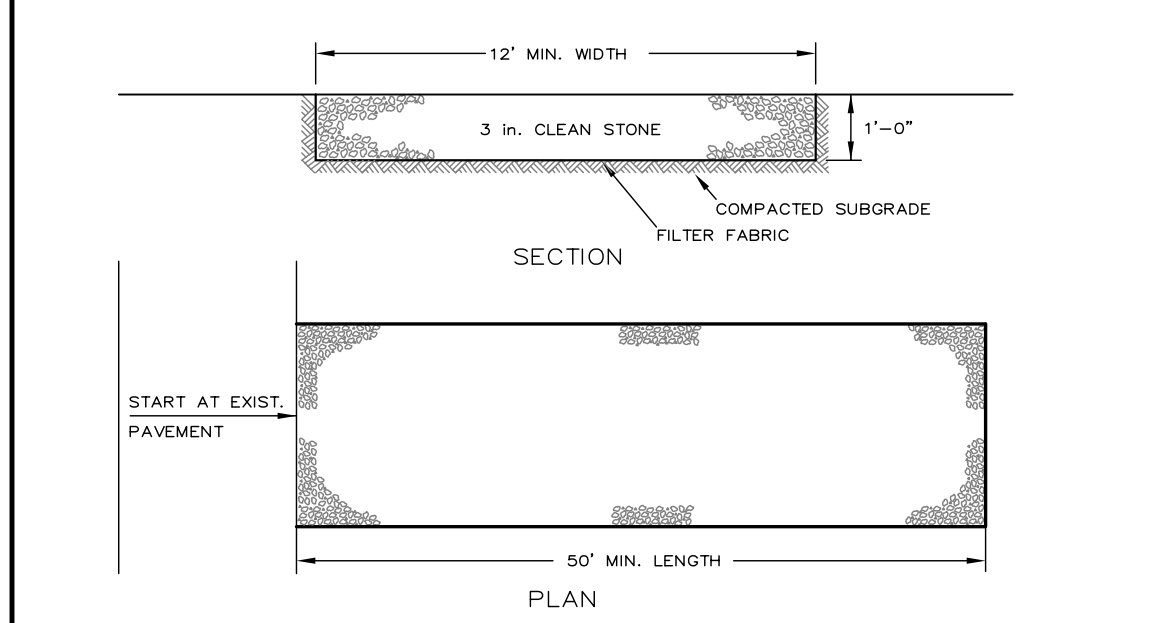 12' MIN. WIDTH
3 in. CLEAN STONE
1'-0"
COMPACTED SUBGRADE
FILTER FABRIC
SECTION
START AT EXIST.
PAVEMENT
50' MIN. LENGTH
PLAN